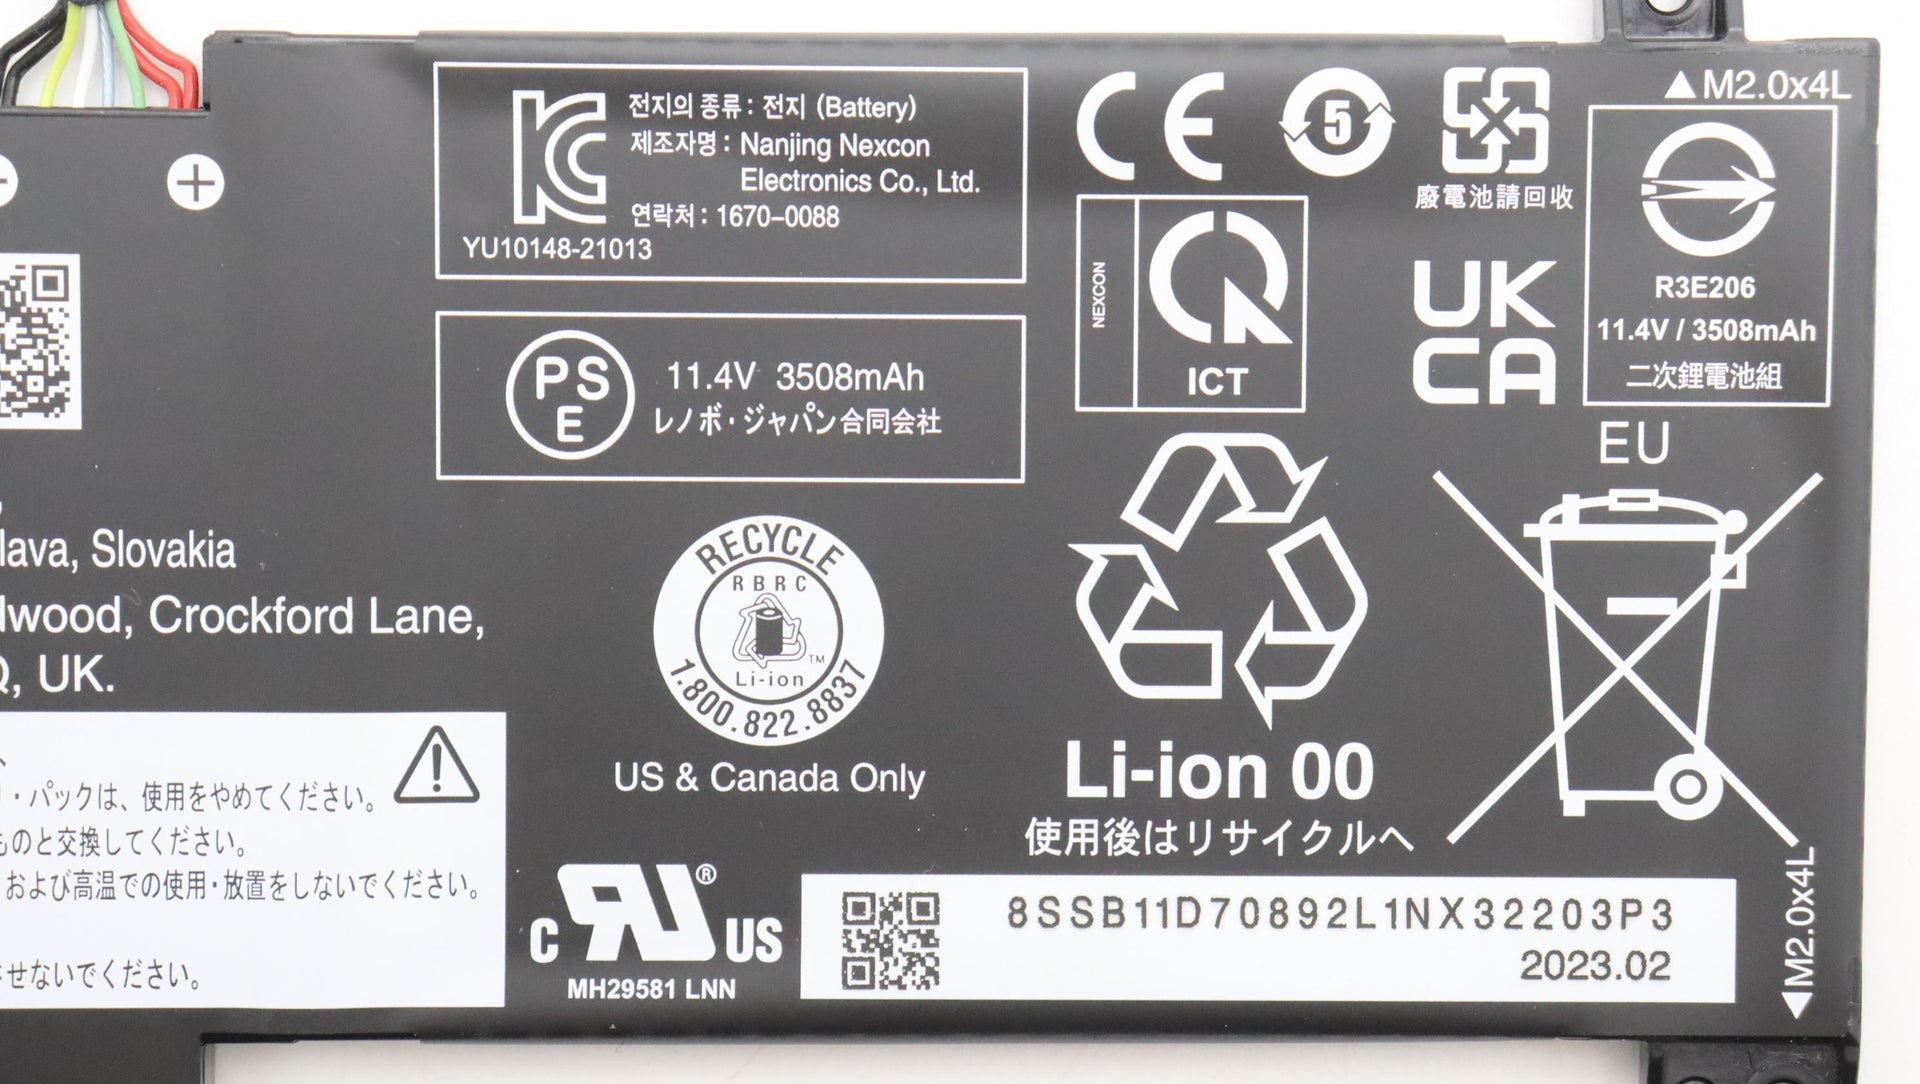 전지의 종류 : 전지 (Battery)
제조자명 : Nanjing Nexcon
Electronics Co., Ltd.
연락처 : 1670-0088
YU10148-21013
PS
E
11.4V 3508mAh
レノボ・ジャパン合同会社
CE
5
廃電池請回收
▲M2.0x4L
R3E206
11.4V / 3508mAh
二次鋰電池組
NEXCON
ICT
UK
CA
EU
, Slovakia
Crockford Lane,
, UK.
RECYCLE
RBRC
TM
Li-ion
1.800.822.8837
US & Canada Only
Li-ion 00
使用後はリサイクルへ
・パックは、使用をやめてください。
ものと交換してください。
および高温での使用・放置をしないでください。
させないでください。
C RU® US
MH29581 LNN
8SSB11D70892L1NX32203P3
2023.02
▲M2.0x4L